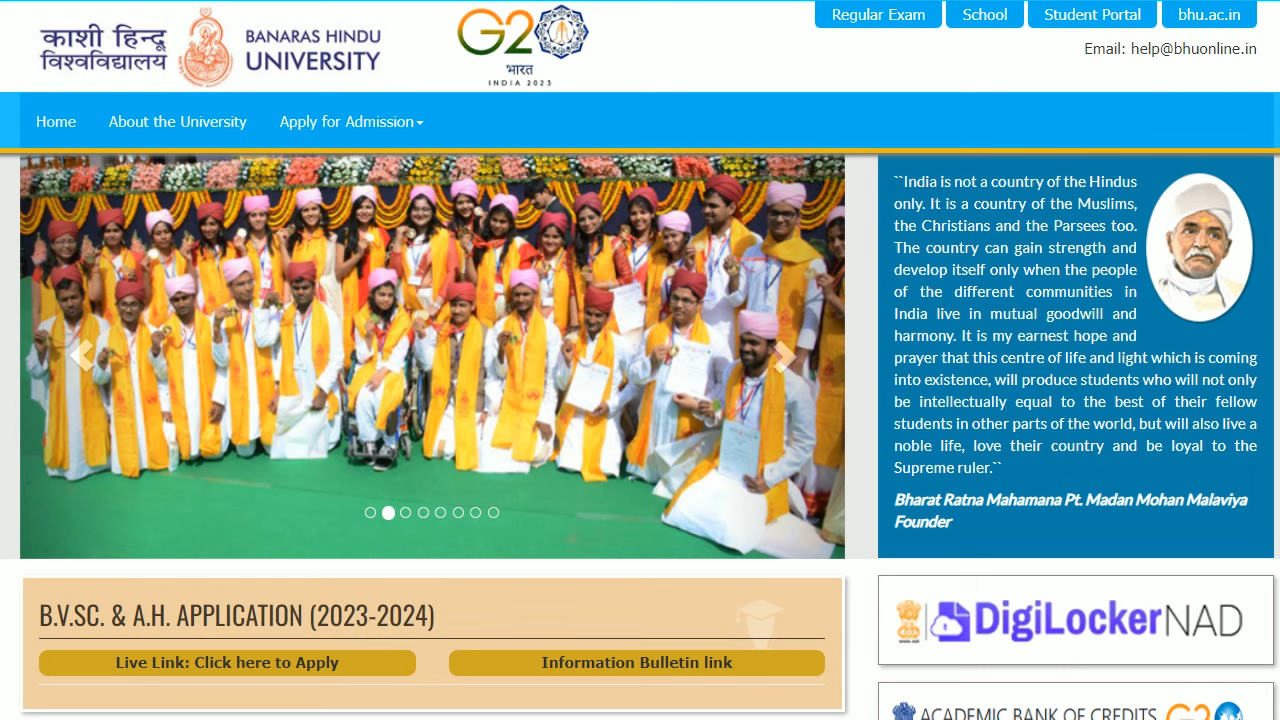 Regular Exam
School
Student Portal
bhu.ac.in
काशी हिन्दू
विश्वविद्यालय
BANARAS HINDU
UNIVERSITY
G20
भारत
INDIA 2023
Email: help@bhuonline.in
Home
About the University
Apply for Admission
``India is not a country of the Hindus
only. It is a country of the Muslims,
the Christians and the Parsees too.
The country can gain strength and
develop itself only when the people
of the different communities in
India live in mutual goodwill and
harmony. It is my earnest hope and
prayer that this centre of life and light which is coming
into existence, will produce students who will not only
be intellectually equal to the best of their fellow
students in other parts of the world, but will also live a
noble life, love their country and be loyal to the
Supreme ruler.``
Bharat Ratna Mahamana Pt. Madan Mohan Malaviya
Founder
B.V.SC. & A.H. APPLICATION (2023-2024)
Live Link: Click here to Apply
Information Bulletin link
DigiLocker NAD
ACADEMIC BANK OF CREDITS
G20